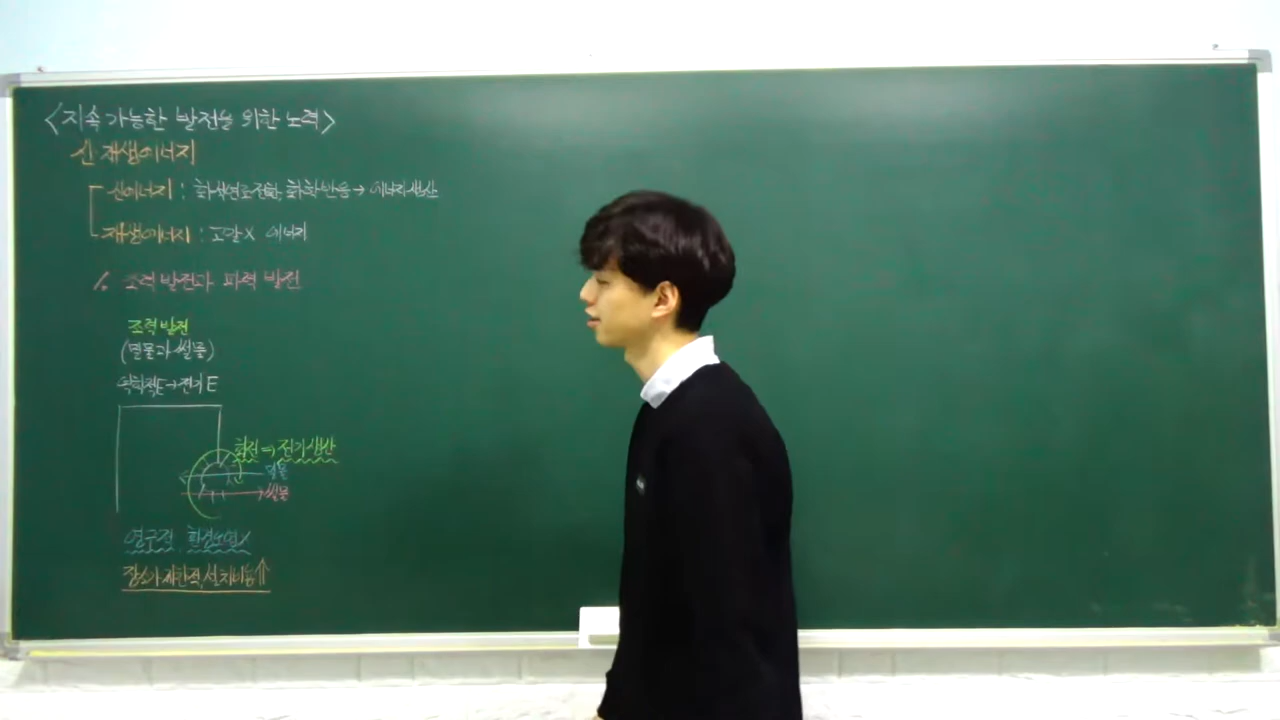 <지속 가능한 발전을 위한 노력>
신 재생에너지
신에너지 : 화석연료 전환, 화학반응 → 에너지 생산
재생에너지 : 고갈 X 에너지
1. 조력 발전과 파력 발전
조력 발전
(밀물과 썰물)
역학적E → 전기 E
회전 ⇒ 전기 생산
밀물
썰물
영구적, 환경오염 X
장소가 제한적, 설치비용↑